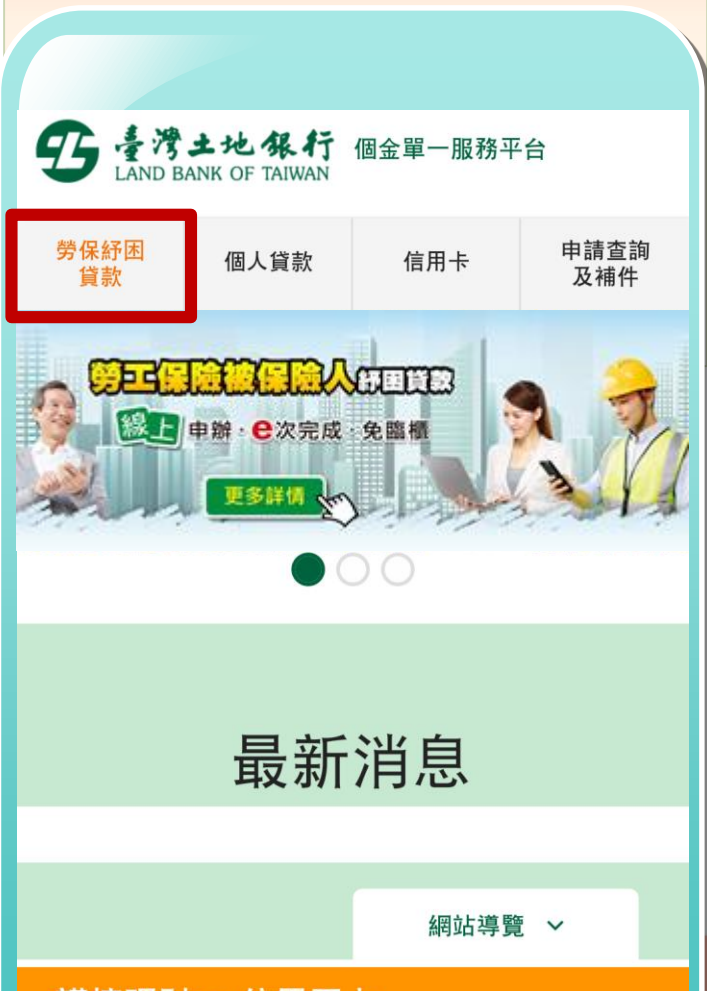 臺灣土地銀行 個金單一服務平台
LAND BANK OF TAIWAN
勞保紓困
貸款
個人貸款
信用卡
申請查詢
及補件
勞工保險被保險人紓困貸款
線上申辦·e次完成·免臨櫃
更多詳情
最新消息
網站導覽